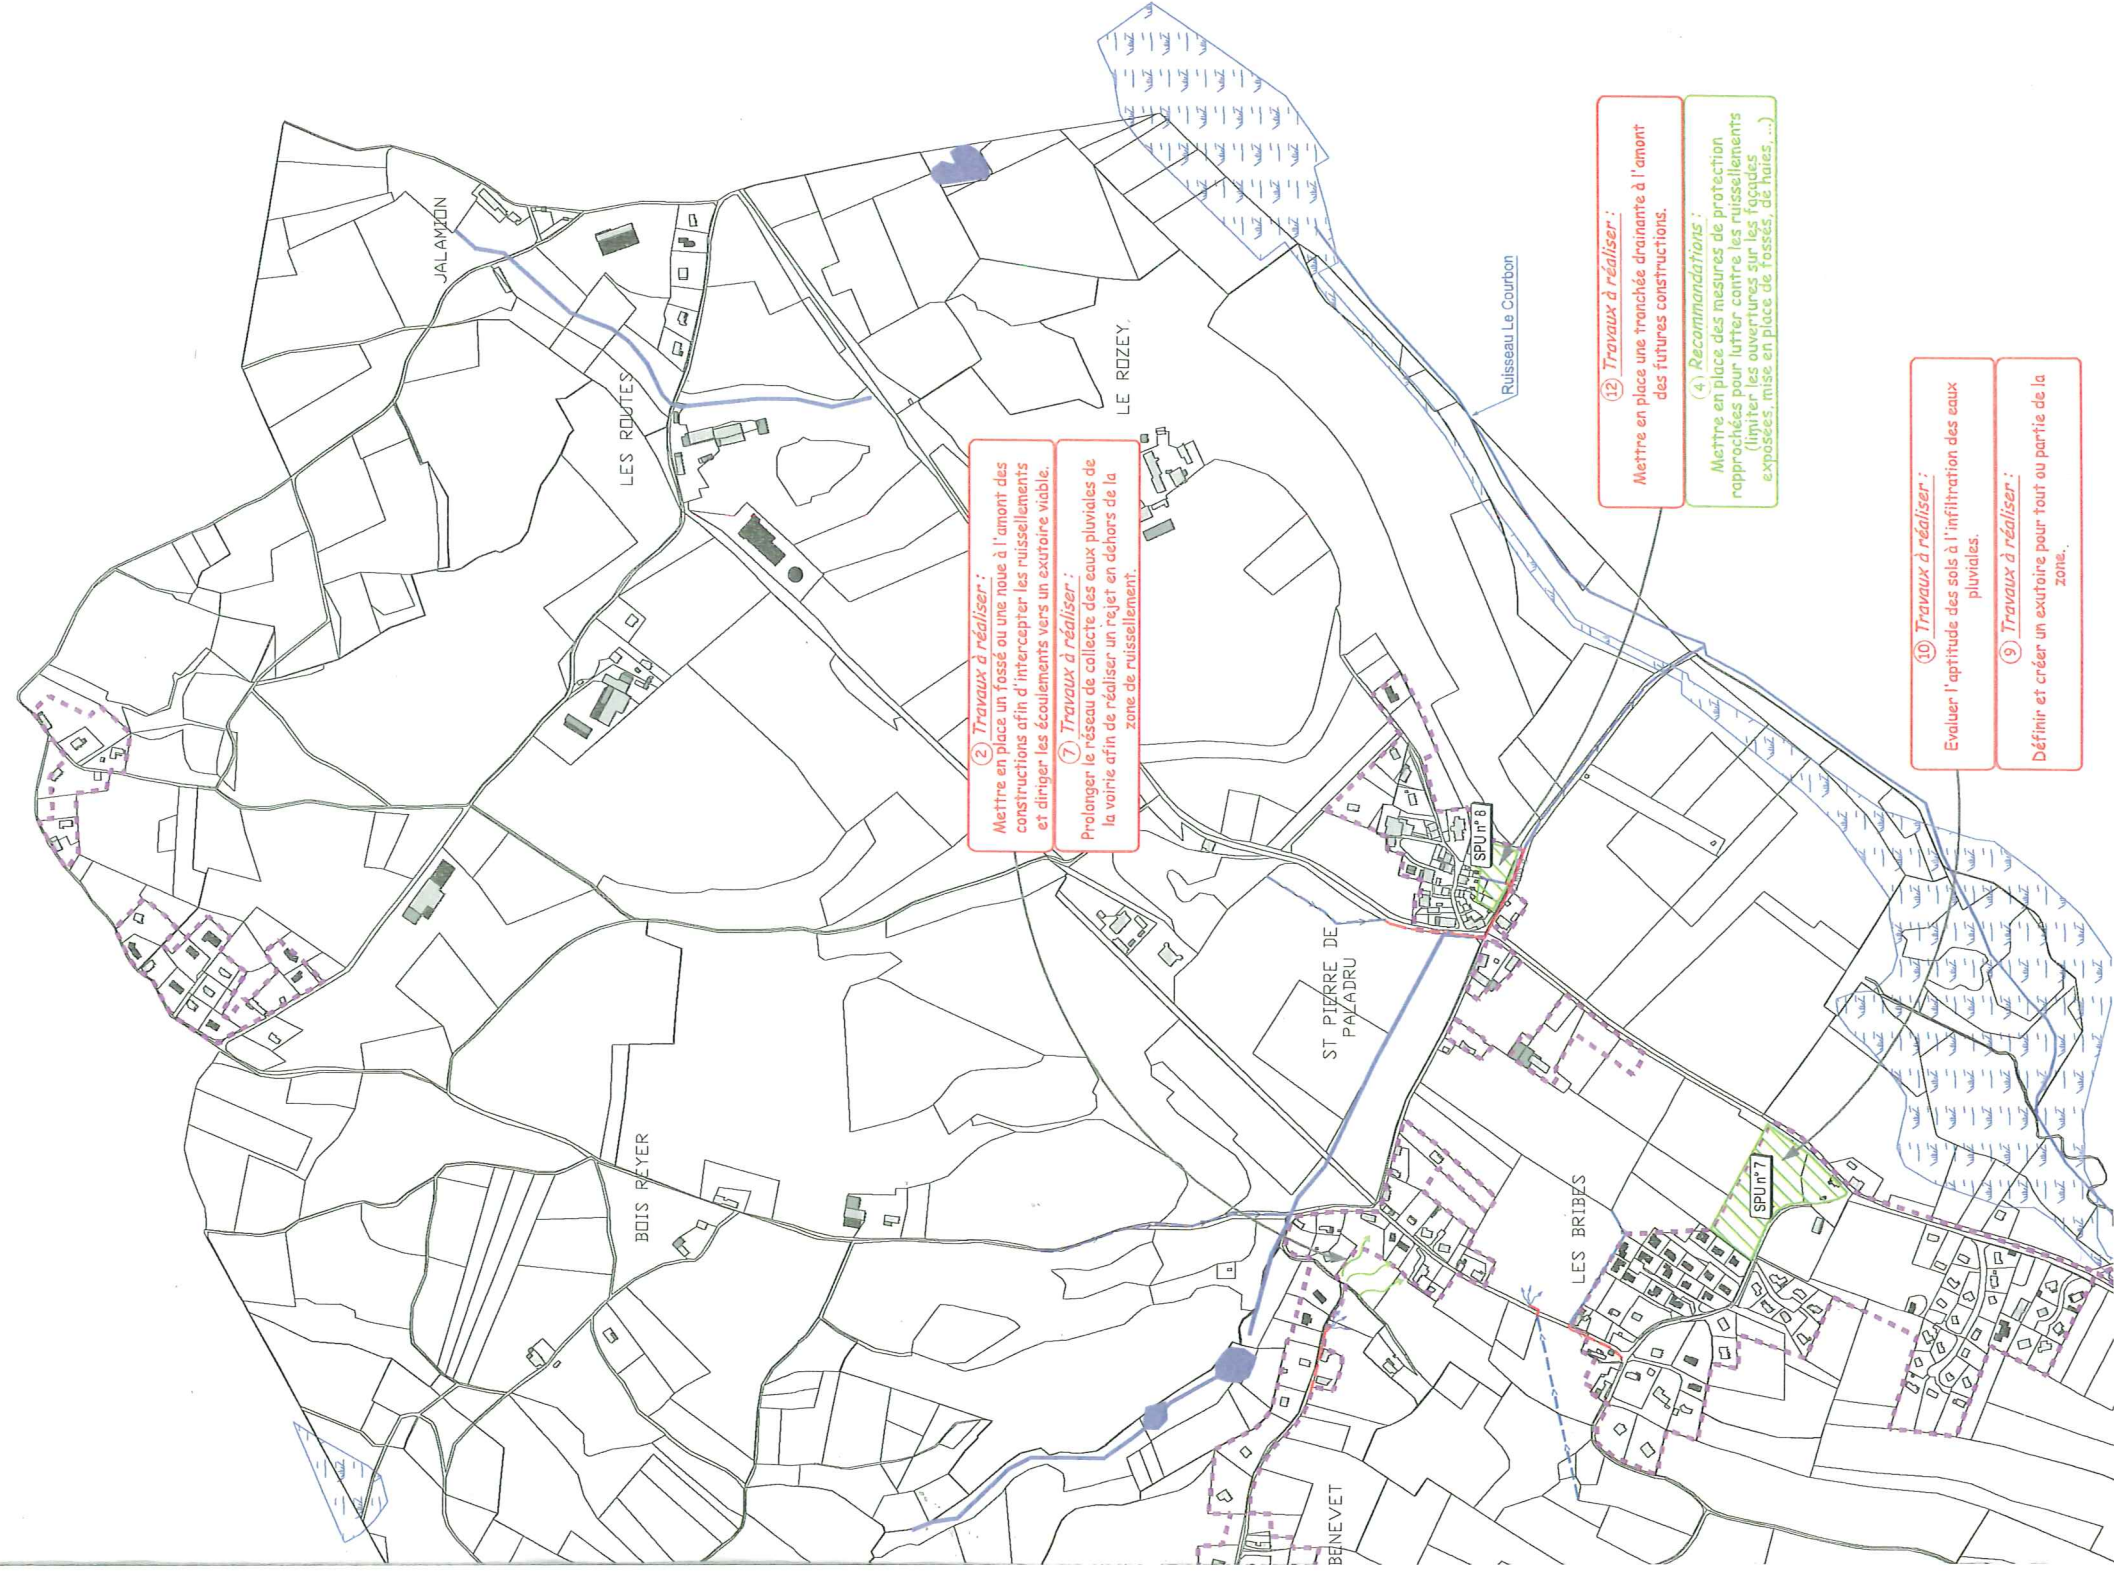 JALAMION
LES ROUTES
LE ROZEY.
BOIS REYER
ST PIERRE DE
PALADRU
LES BRIBES
BENEVET
Ruisseau Le Courbon
SPU n° 8
SPU n° 7
② Travaux à réaliser :
Mettre en place un fossé ou une noue à l'amont des
constructions afin d'intercepter les ruissellements
et diriger les écoulements vers un exutoire viable.
⑦ Travaux à réaliser :
Prolonger le réseau de collecte des eaux pluviales de
la voirie afin de réaliser un rejet en dehors de la
zone de ruissellement.
⑫ Travaux à réaliser :
Mettre en place une tranchée drainante à l'amont
des futures constructions.
④ Recommandations :
Mettre en place des mesures de protection
rapprochées pour lutter contre les ruissellements
(limiter les ouvertures sur les façades
exposées, mise en place de fossés, de haies, ...)
⑩ Travaux à réaliser :
Evaluer l'aptitude des sols à l'infiltration des eaux
pluviales.
⑨ Travaux à réaliser :
Définir et créer un exutoire pour tout ou partie de la
zone.